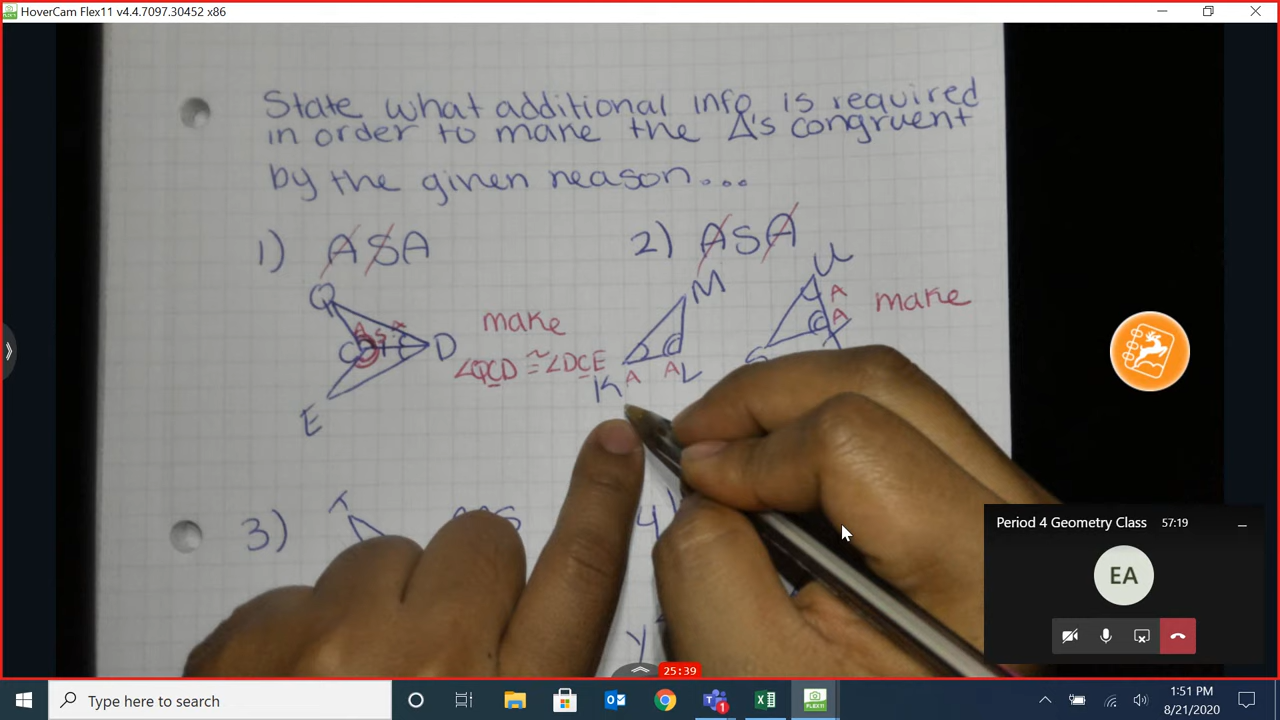 HoverCam Flex11 v4.4.7097.30452 x86
State what additional info is required
in order to make the Δ's congruent
by the given reason...
1) ASA
2) ASA
Q
C
D
E
A S A
make
∠QCD ≅ ∠DCE
M
K
L
A A
U
A
A
make
3)
T
4
Y
Period 4 Geometry Class 57:19
EA
25:39
Type here to search
1
FLEX11
1:51 PM
8/21/2020